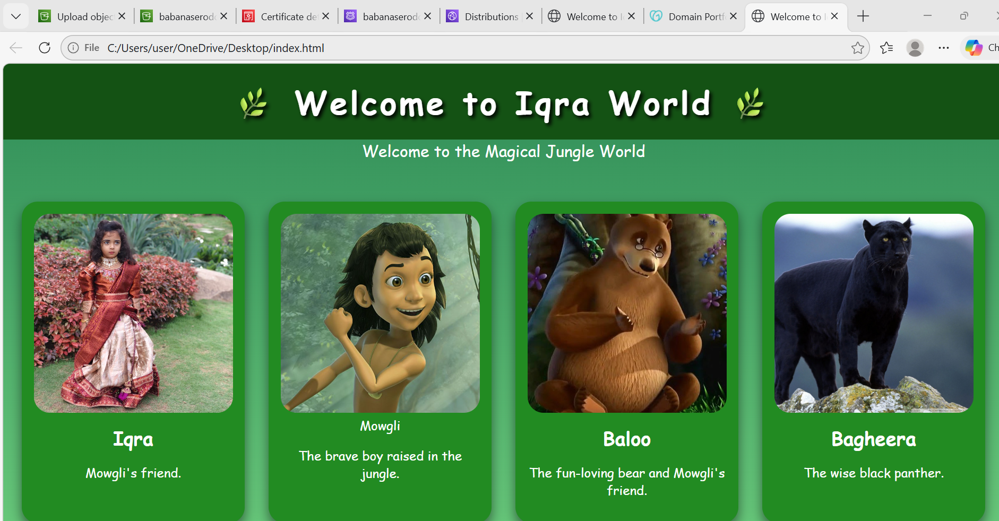 Upload objec
babanaserodo
Certificate de
babanaserodo
Distributions
Welcome to I
Domain Portf
Welcome to I
File C:/Users/user/OneDrive/Desktop/index.html
Ch
Welcome to Iqra World
Welcome to the Magical Jungle World
Iqra
Mowgli's friend.
Mowgli
The brave boy raised in the
jungle.
Baloo
The fun-loving bear and Mowgli's
friend.
Bagheera
The wise black panther.